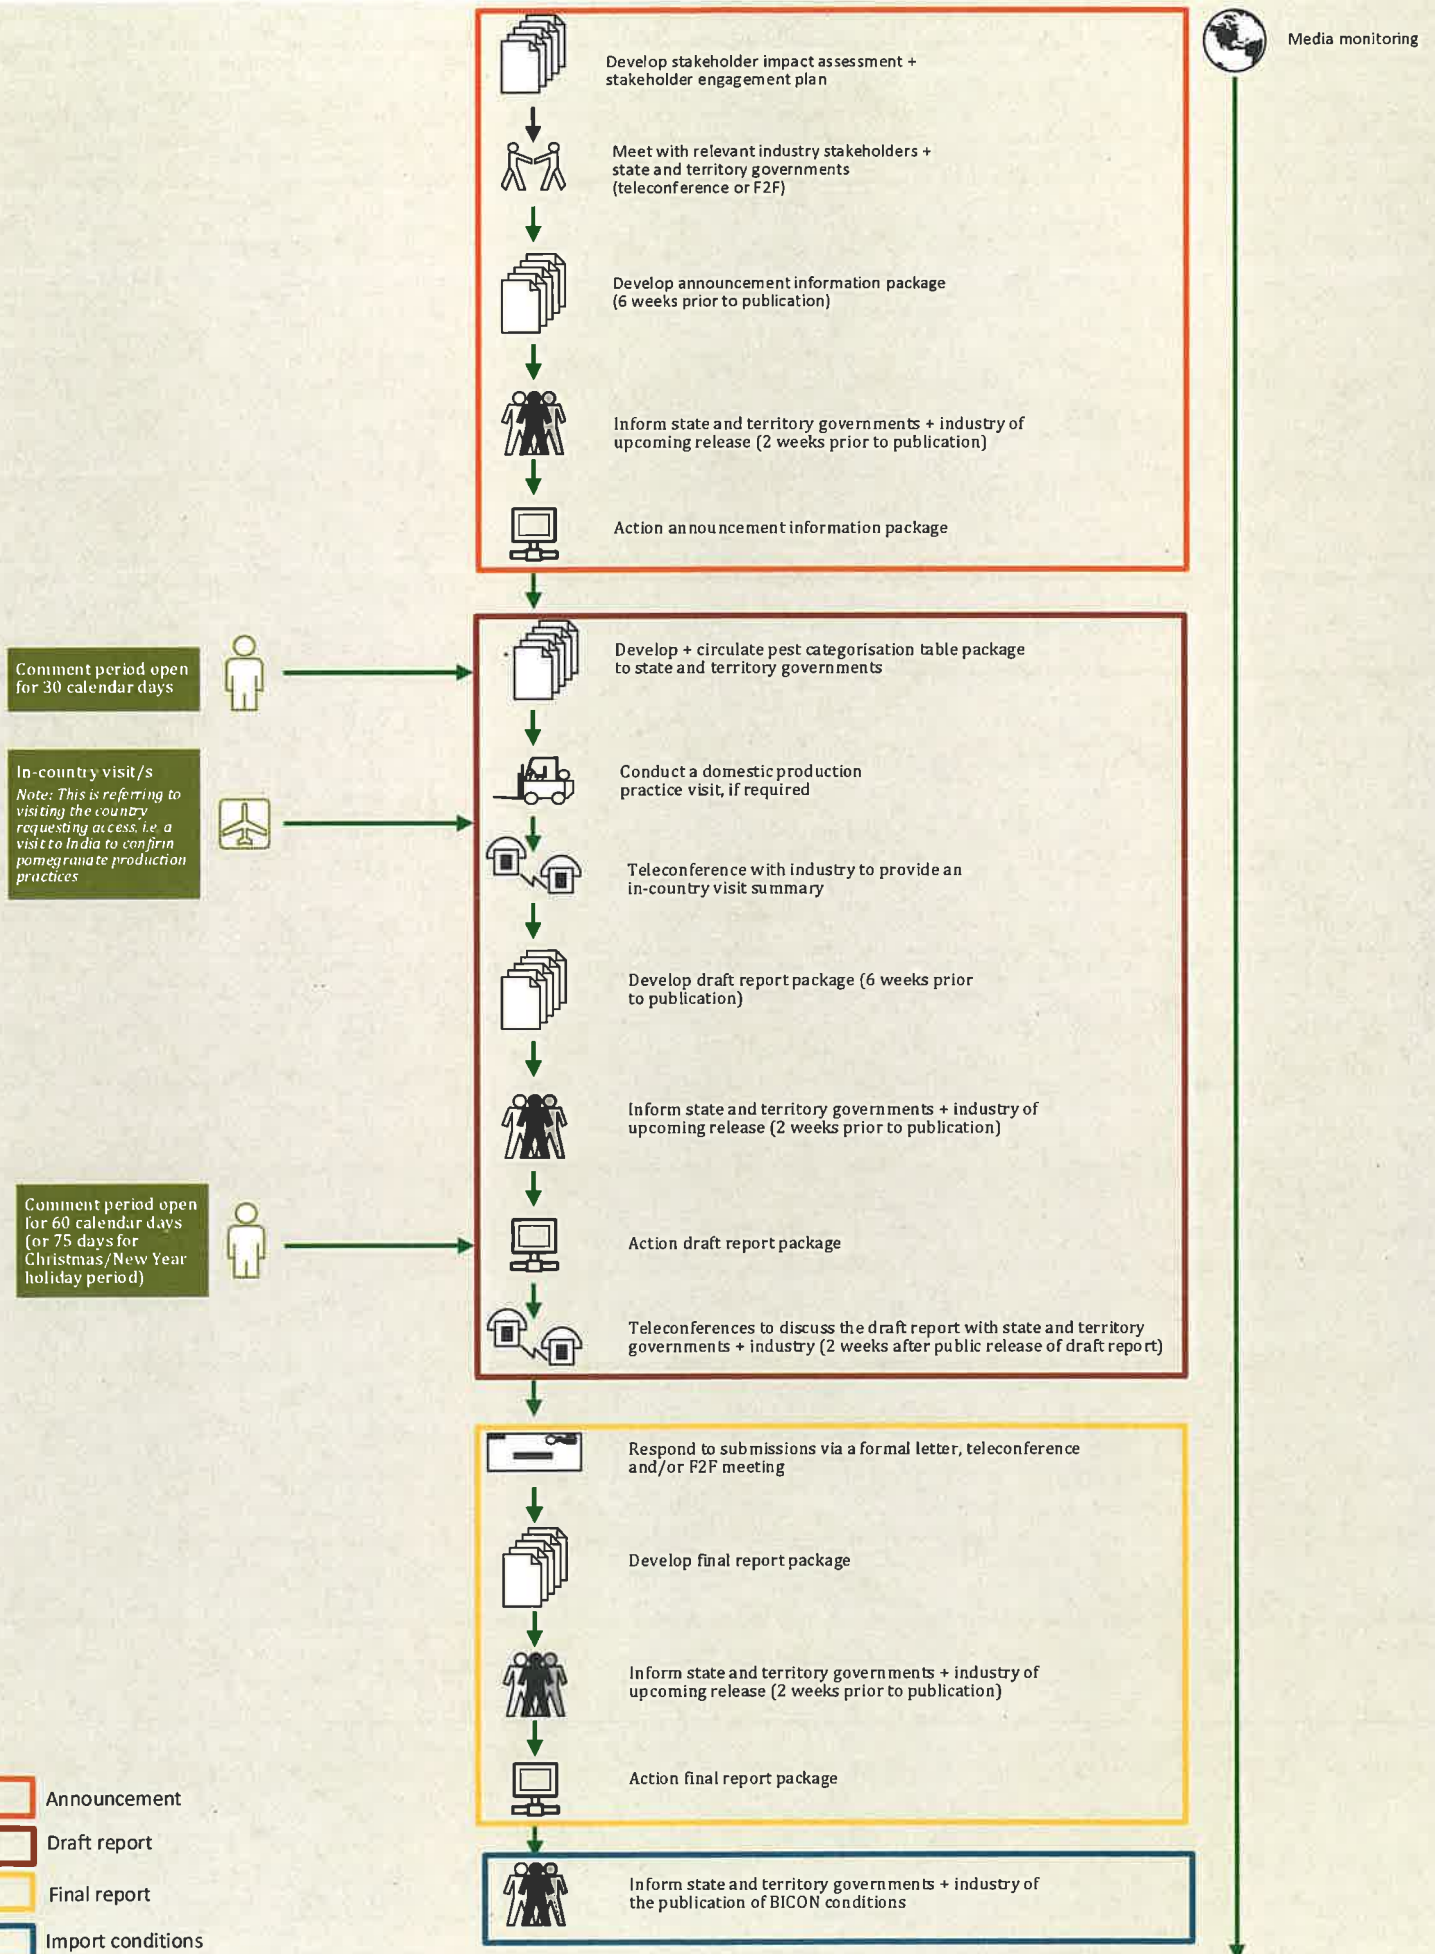 Media monitoring
Develop stakeholder impact assessment +
stakeholder engagement plan
Meet with relevant industry stakeholders +
state and territory governments
(teleconference or F2F)
Develop announcement information package
(6 weeks prior to publication)
Inform state and territory governments + industry of
upcoming release (2 weeks prior to publication)
Action announcement information package
Comment period open
for 30 calendar days
Develop + circulate pest categorisation table package
to state and territory governments
In-country visit/s
Note: This is referring to
visiting the country
requesting access, i.e. a
visit to India to confirm
pomegranate production
practices
Conduct a domestic production
practice visit, if required
Teleconference with industry to provide an
in-country visit summary
Develop draft report package (6 weeks prior
to publication)
Inform state and territory governments + industry of
upcoming release (2 weeks prior to publication)
Comment period open
for 60 calendar days
(or 75 days for
Christmas/New Year
holiday period)
Action draft report package
Teleconferences to discuss the draft report with state and territory
governments + industry (2 weeks after public release of draft report)
Respond to submissions via a formal letter, teleconference
and/or F2F meeting
Develop final report package
Inform state and territory governments + industry of
upcoming release (2 weeks prior to publication)
Action final report package
Inform state and territory governments + industry of
the publication of BICON conditions
Announcement
Draft report
Final report
Import conditions